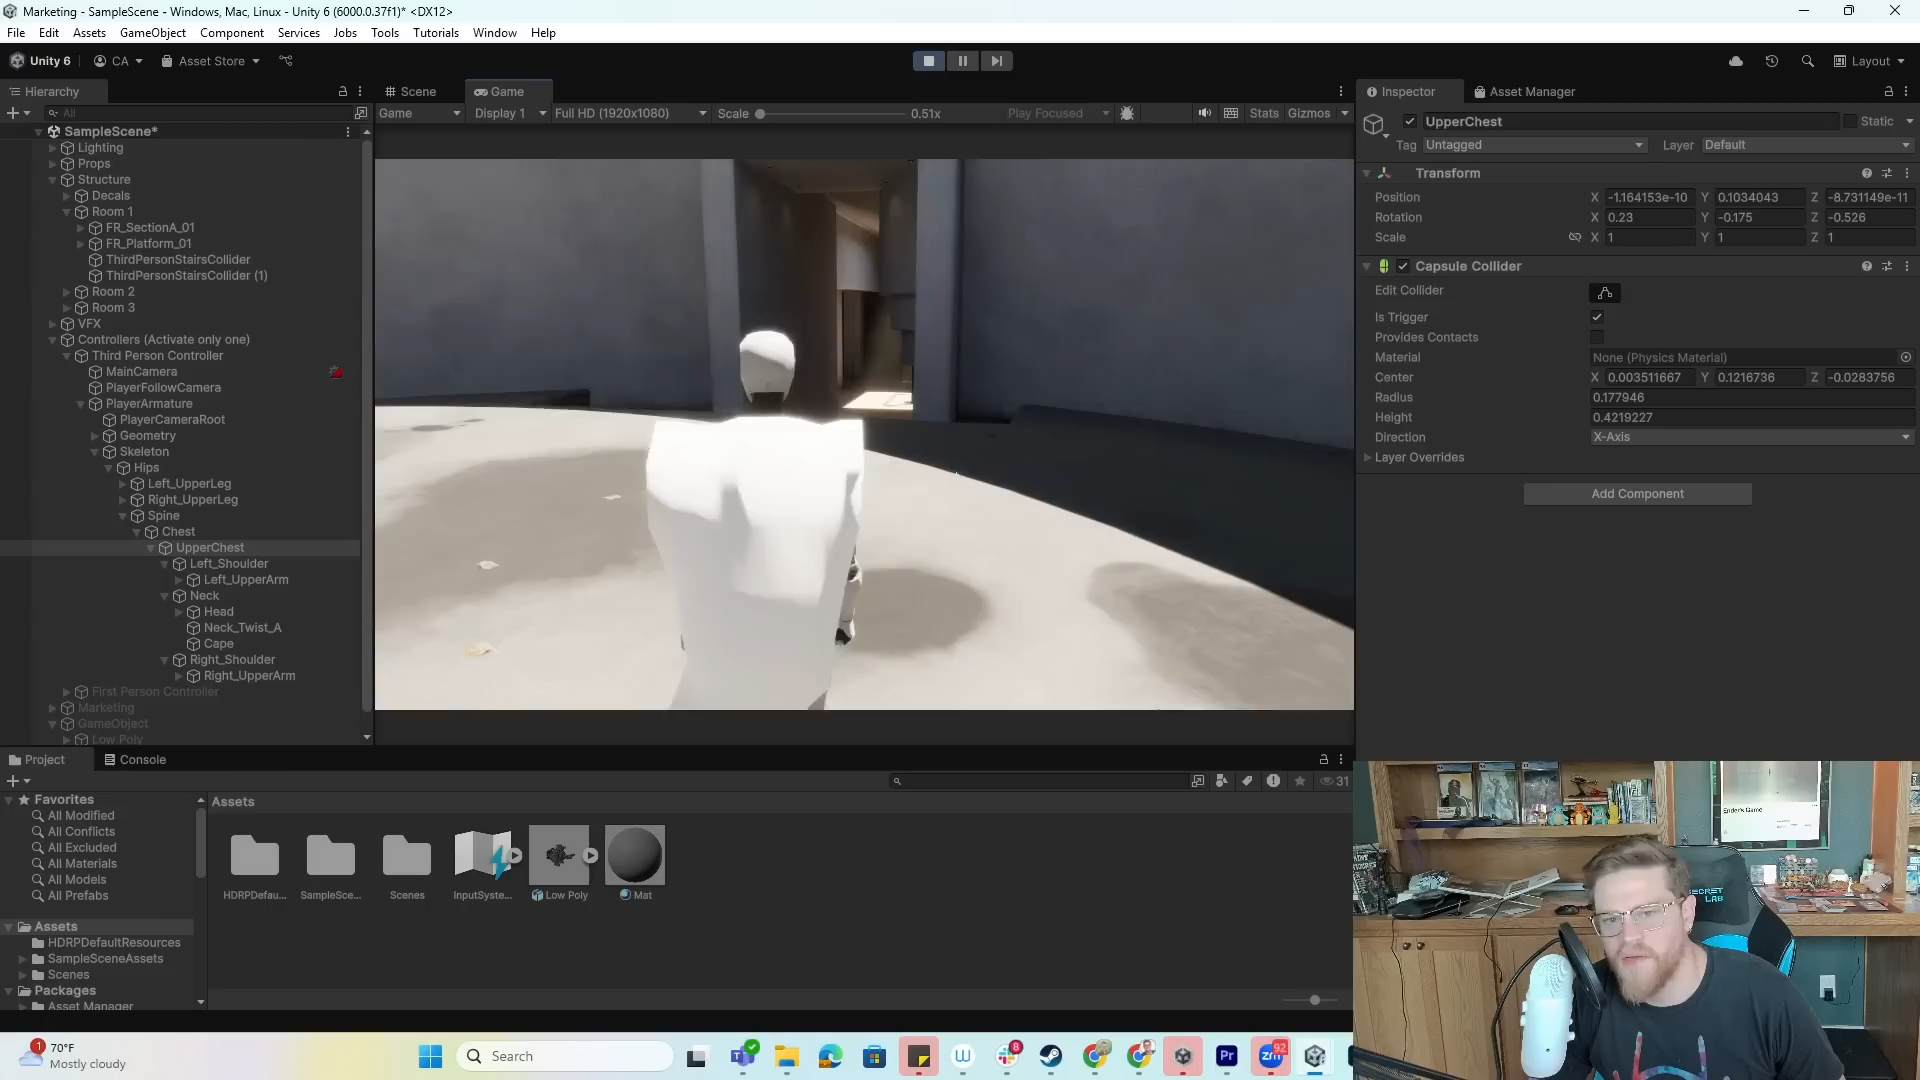 Marketing - SampleScene - Windows, Mac, Linux - Unity 6 (6000.0.37f1)* <DX12>
File Edit Assets GameObject Component Services Jobs Tools Tutorials Window Help
Unity 6 CA Asset Store Layout
Hierarchy
All
SampleScene*
Lighting
Props
Structure
Decals
Room 1
FR_SectionA_01
FR_Platform_01
ThirdPersonStairsCollider
ThirdPersonStairsCollider (1)
Room 2
Room 3
VFX
Controllers (Activate only one)
Third Person Controller
MainCamera
PlayerFollowCamera
PlayerArmature
PlayerCameraRoot
Geometry
Skeleton
Hips
Left_UpperLeg
Right_UpperLeg
Spine
Chest
UpperChest
Left_Shoulder
Left_UpperArm
Neck
Head
Neck_Twist_A
Cape
Right_Shoulder
Right_UpperArm
First Person Controller
Marketing
GameObject
Low Poly
Scene Game
Game Display 1 Full HD (1920x1080) Scale 0.51x Play Focused Stats Gizmos
Inspector Asset Manager
UpperChest Static
Tag Untagged Layer Default
Transform
Position X -1.164153e-10 Y 0.1034043 Z -8.731149e-11
Rotation X 0.23 Y -0.175 Z -0.526
Scale X 1 Y 1 Z 1
Capsule Collider
Edit Collider
Is Trigger
Provides Contacts
Material None (Physics Material)
Center X 0.003511667 Y 0.1216736 Z -0.0283756
Radius 0.177946
Height 0.4219227
Direction X-Axis
Layer Overrides
Add Component
Project Console
31
Favorites
All Modified
All Conflicts
All Excluded
All Materials
All Models
All Prefabs
Assets
HDRPDefaultResources
SampleSceneAssets
Scenes
Packages
Asset Manager
Assets
HDRPDefau... SampleSce... Scenes InputSyste... Low Poly Mat
Ender's Game
SECRET
LAB
1
70°F
Mostly cloudy
Search
8
Pr
zm
92